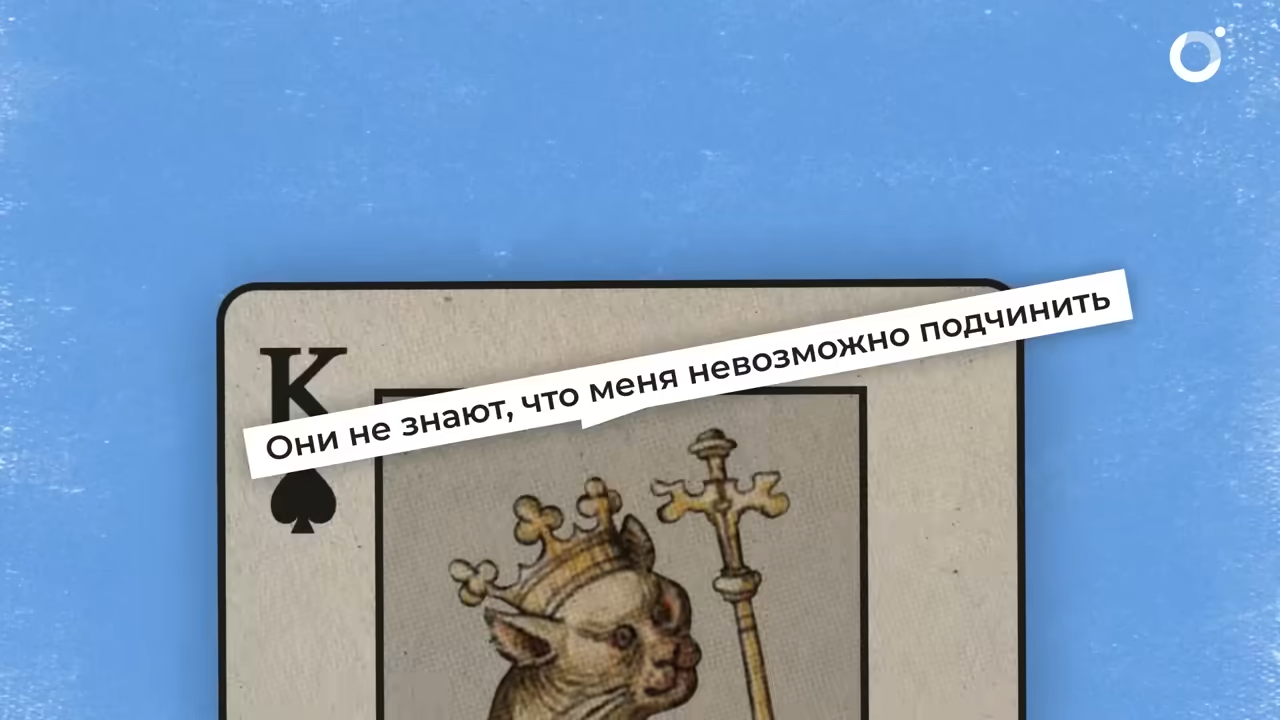 K
Они не знают, что меня невозможно подчинить